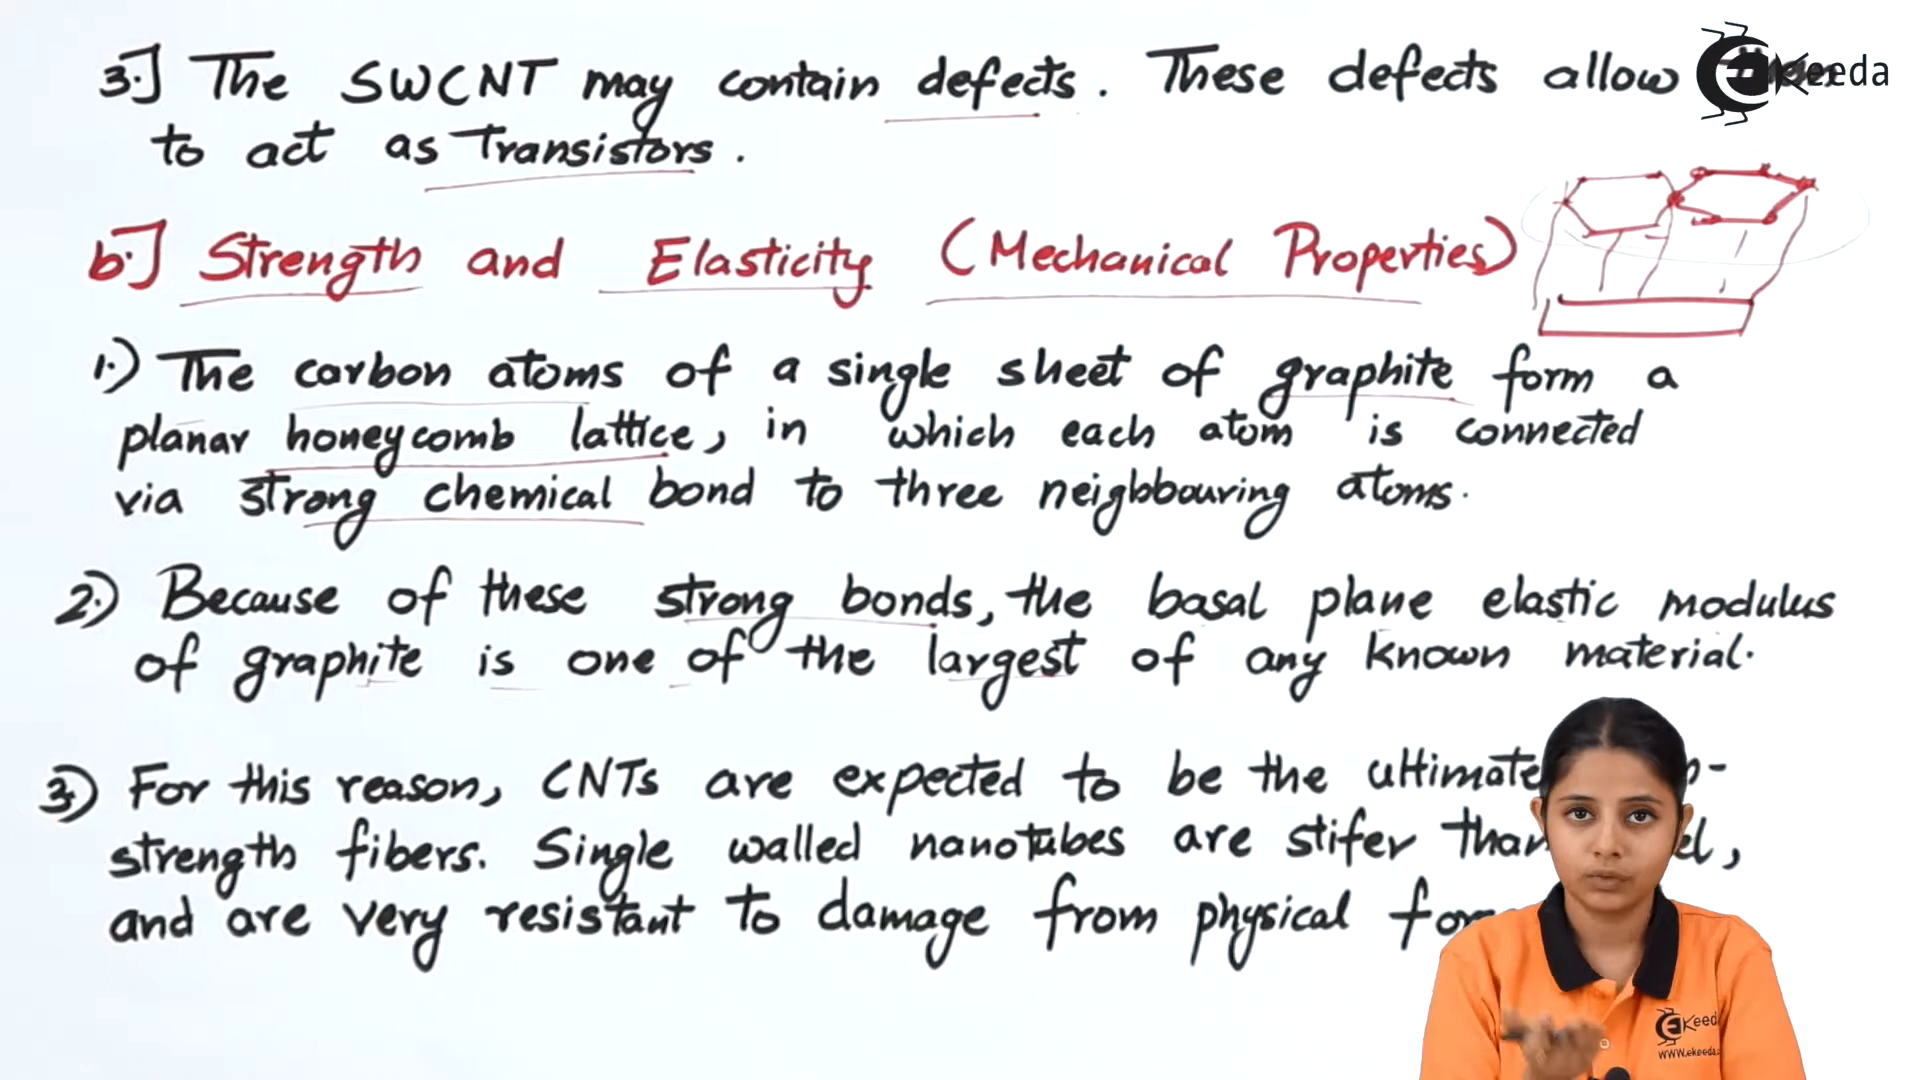 3.] The SWCNT may contain defects. These defects allow
to act as Transistors.
Ekeeda
b.] Strength and Elasticity (Mechanical Properties)
1.) The carbon atoms of a single sheet of graphite form a
planar honeycomb lattice, in which each atom is connected
via strong chemical bond to three neigbbouring atoms.
2.) Because of these strong bonds, the basal plane elastic modulus
of graphite is one of the largest of any known material.
3) For this reason, CNTs are expected to be the ultimate
strength fibers. Single walled nanotubes are stifer than
and are very resistant to damage from physical